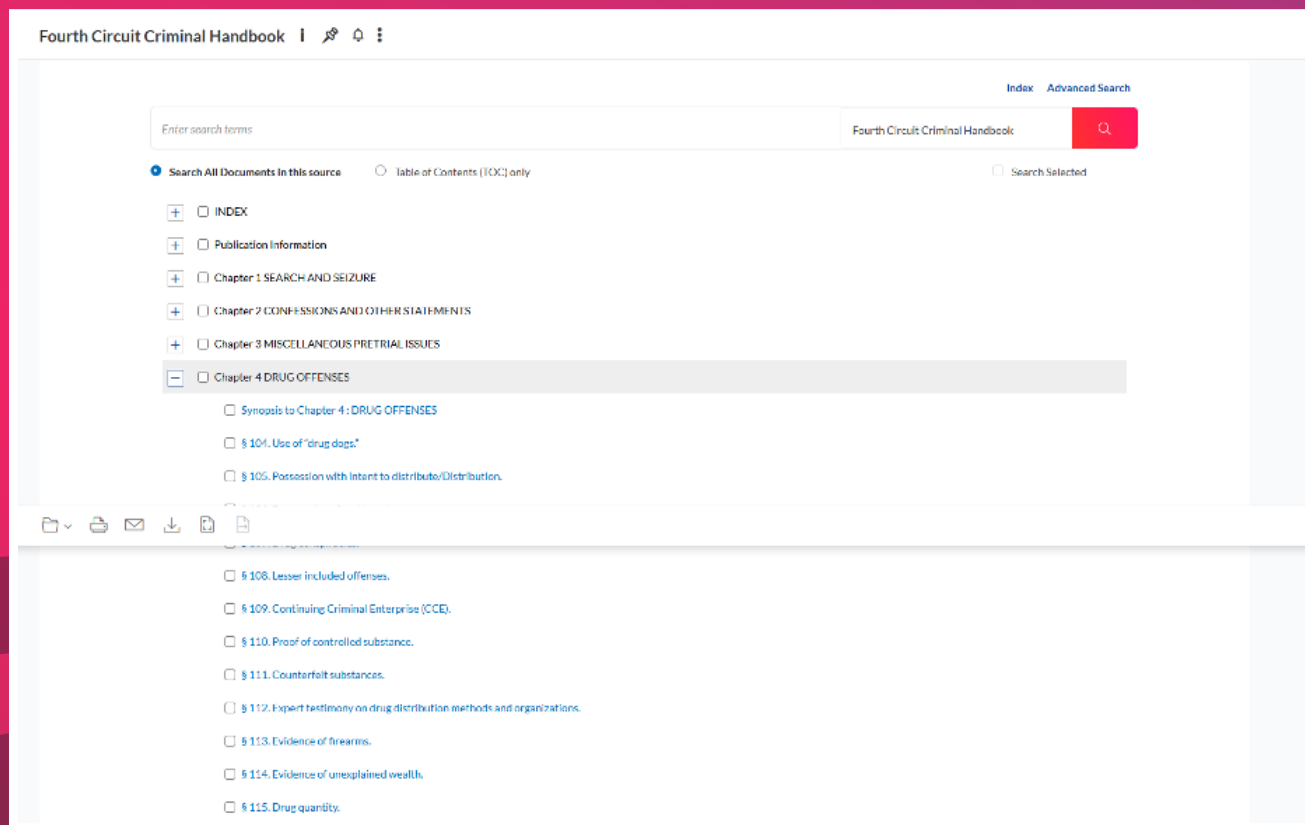 Fourth Circuit Criminal Handbook
Index Advanced Search
Enter search terms
Fourth Circuit Criminal Handbook
Search All Documents in this source Table of Contents (TOC) only Search Selected
INDEX
Publication Information
Chapter 1 SEARCH AND SEIZURE
Chapter 2 CONFESSIONS AND OTHER STATEMENTS
Chapter 3 MISCELLANEOUS PRETRIAL ISSUES
Chapter 4 DRUG OFFENSES
Synopsis to Chapter 4 : DRUG OFFENSES
§ 104. Use of "drug dogs."
§ 105. Possession with intent to distribute/Distribution.
§ 108. Lesser included offenses.
§ 109. Continuing Criminal Enterprise (CCE).
§ 110. Proof of controlled substance.
§ 111. Counterfeit substances.
§ 112. Expert testimony on drug distribution methods and organizations.
§ 113. Evidence of firearms.
§ 114. Evidence of unexplained wealth.
§ 115. Drug quantity.